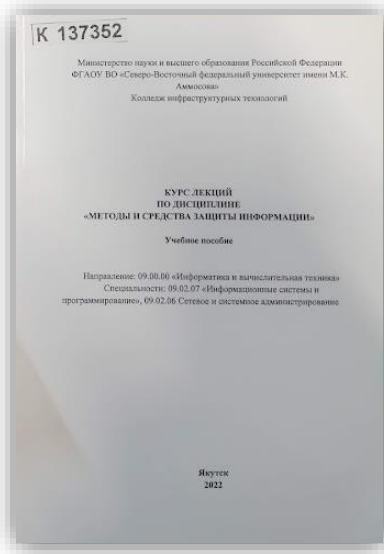 К 137352
Министерство науки и высшего образования Российской Федерации
ФГАОУ ВО «Северо-Восточный федеральный университет имени М.К.
Аммосова»
Колледж инфраструктурных технологий
КУРС ЛЕКЦИЙ
ПО ДИСЦИПЛИНЕ
«МЕТОДЫ И СРЕДСТВА ЗАЩИТЫ ИНФОРМАЦИИ»
Учебное пособие
Направление: 09.00.00 «Информатика и вычислительная техника»
Специальности: 09.02.07 «Информационные системы и
программирование», 09.02.06 Сетевое и системное администрирование
Якутск
2022